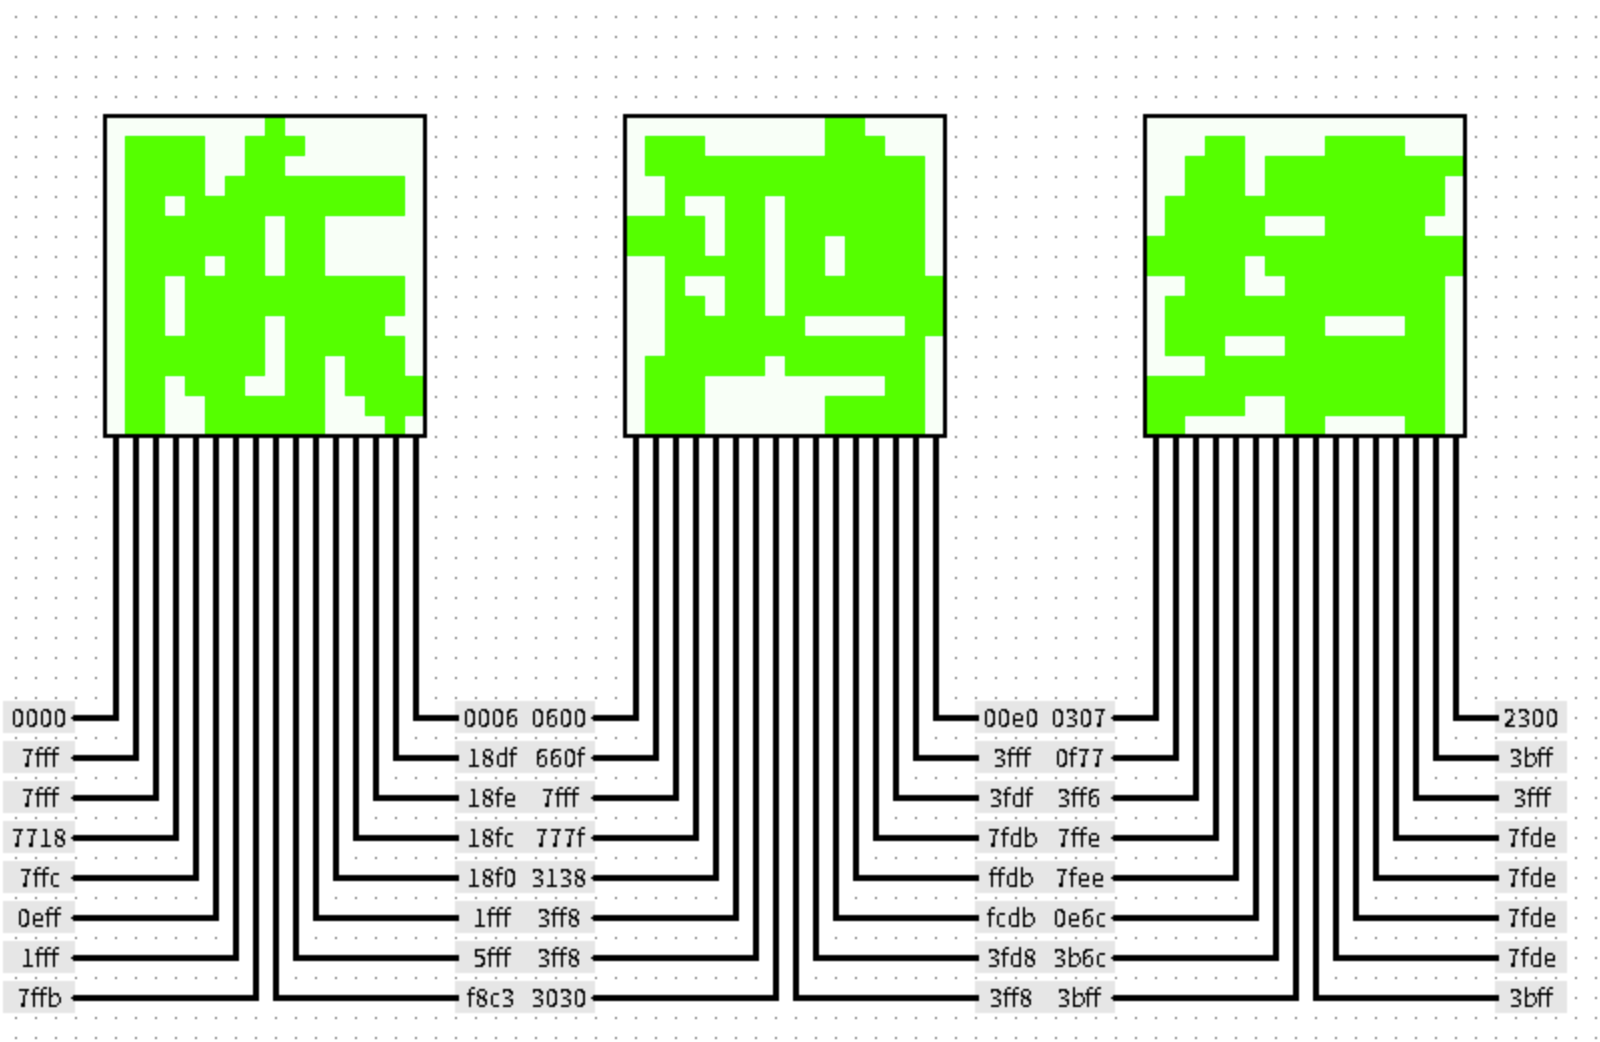 0000 0006 0600 00e0 0307 2300
7fff 18df 660f 3fff 0f77 3bff
7fff 18fe 7fff 3fdf 3ff6 3fff
7718 18fc 777f 7fdb 7ffe 7fde
7ffc 18f0 3138 ffdb 7fee 7fde
0eff 1fff 3ff8 fcdb 0e6c 7fde
1fff 5fff 3ff8 3fd8 3b6c 7fde
7ffb f8c3 3030 3ff8 3bff 3bff